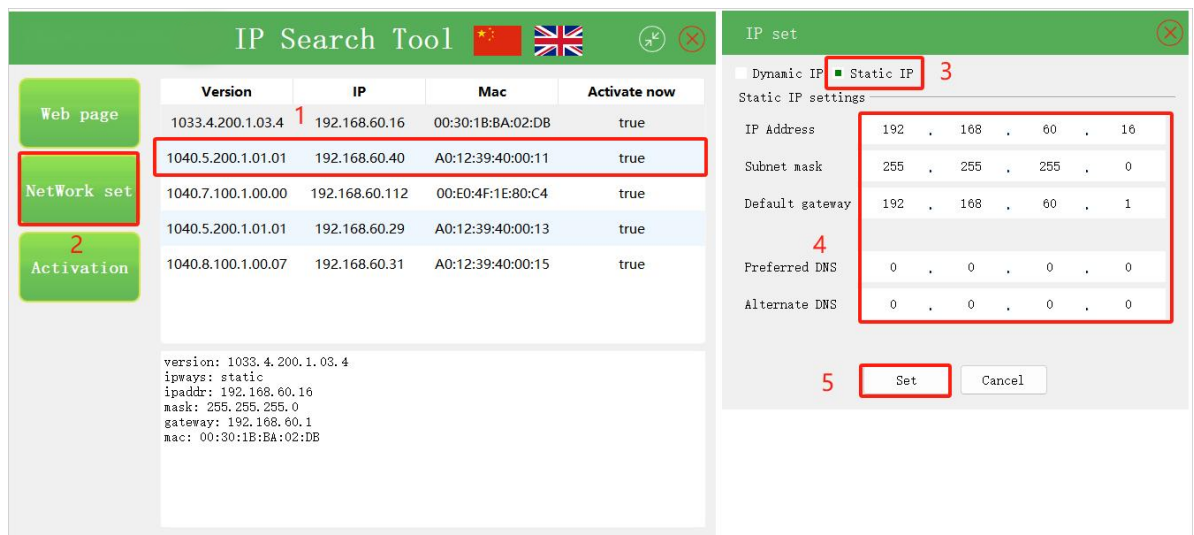 IP Search Tool
Web page
NetWork set
2
Activation
Version IP Mac Activate now
1
1033.4.200.1.03.4 192.168.60.16 00:30:1B:BA:02:DB true
1040.5.200.1.01.01 192.168.60.40 A0:12:39:40:00:11 true
1040.7.100.1.00.00 192.168.60.112 00:E0:4F:1E:80:C4 true
1040.5.200.1.01.01 192.168.60.29 A0:12:39:40:00:13 true
1040.8.100.1.00.07 192.168.60.31 A0:12:39:40:00:15 true
version: 1033.4.200.1.03.4
ipways: static
ipaddr: 192.168.60.16
mask: 255.255.255.0
gateway: 192.168.60.1
mac: 00:30:1B:BA:02:DB
IP set
Dynamic IP Static IP 3
Static IP settings
IP Address 192 . 168 . 60 . 16
Subnet mask 255 . 255 . 255 . 0
Default gateway 192 . 168 . 60 . 1
4
Preferred DNS 0 . 0 . 0 . 0
Alternate DNS 0 . 0 . 0 . 0
5 Set Cancel